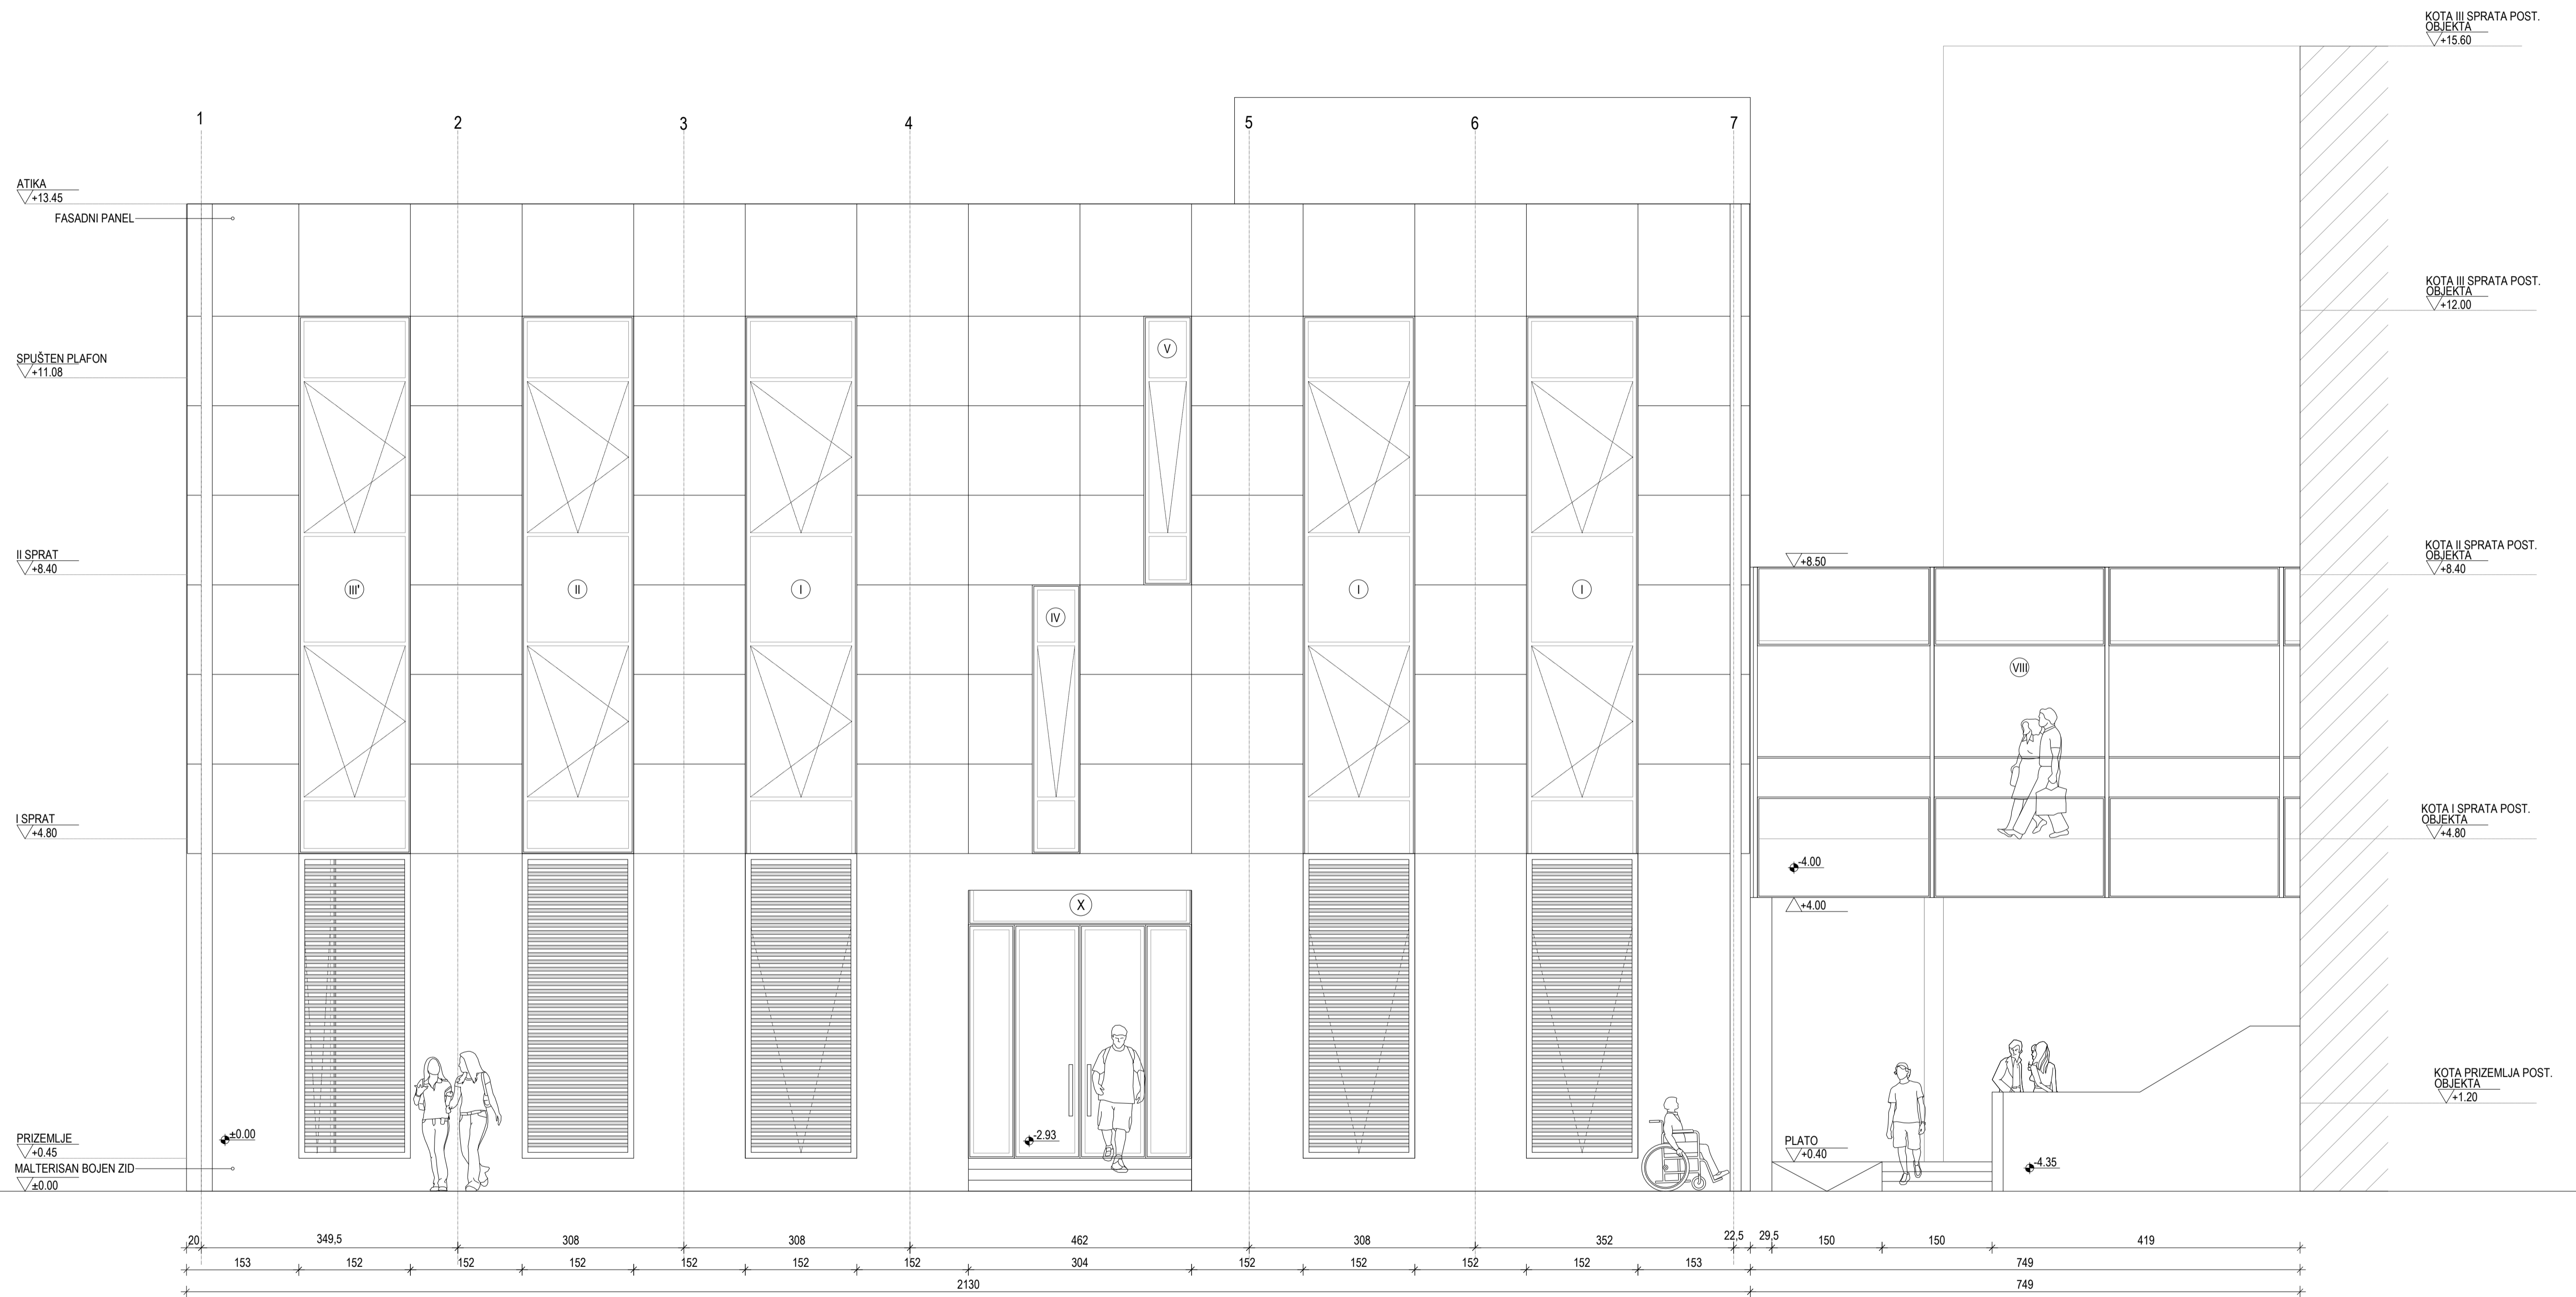 KOTA III SPRATA POST.
OBJEKTA
+15.60
1
2
3
4
5
6
7
ATIKA
+13.45
FASADNI PANEL
KOTA III SPRATA POST.
OBJEKTA
+12.00
SPUŠTEN PLAFON
+11.08
V
II SPRAT
+8.40
III'
II
I
IV
I
I
+8.50
KOTA II SPRATA POST.
OBJEKTA
+8.40
VIII
I SPRAT
+4.80
KOTA I SPRATA POST.
OBJEKTA
+4.80
-4.00
+4.00
X
KOTA PRIZEMLJA POST.
OBJEKTA
+1.20
PRIZEMLJE
+0.45
±0.00
-2.93
PLATO
+0.40
-4.35
MALTERISAN BOJEN ZID
±0.00
20 349,5 308 308 462 308 352 22,5 29,5 150 150 419
153 152 152 152 152 152 152 304 152 152 152 152 153 749
2130 749